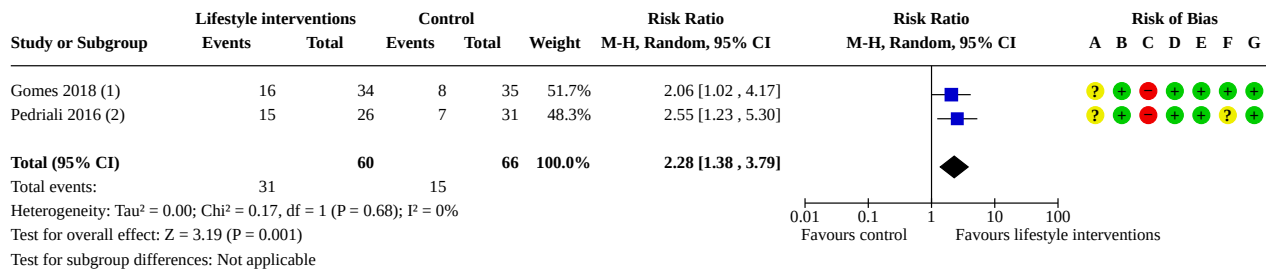 Lifestyle interventions Control Risk Ratio Risk Ratio Risk of Bias
Study or Subgroup Events Total Events Total Weight M-H, Random, 95% CI M-H, Random, 95% CI A B C D E F G
Gomes 2018 (1) 16 34 8 35 51.7% 2.06 [1.02 , 4.17] ? + − + + + +
Pedriali 2016 (2) 15 26 7 31 48.3% 2.55 [1.23 , 5.30] ? + − + + ? +
Total (95% CI) 60 66 100.0% 2.28 [1.38 , 3.79]
Total events: 31 15
Heterogeneity: Tau² = 0.00; Chi² = 0.17, df = 1 (P = 0.68); I² = 0%
0.01 0.1 1 10 100
Test for overall effect: Z = 3.19 (P = 0.001) Favours control Favours lifestyle interventions
Test for subgroup differences: Not applicable